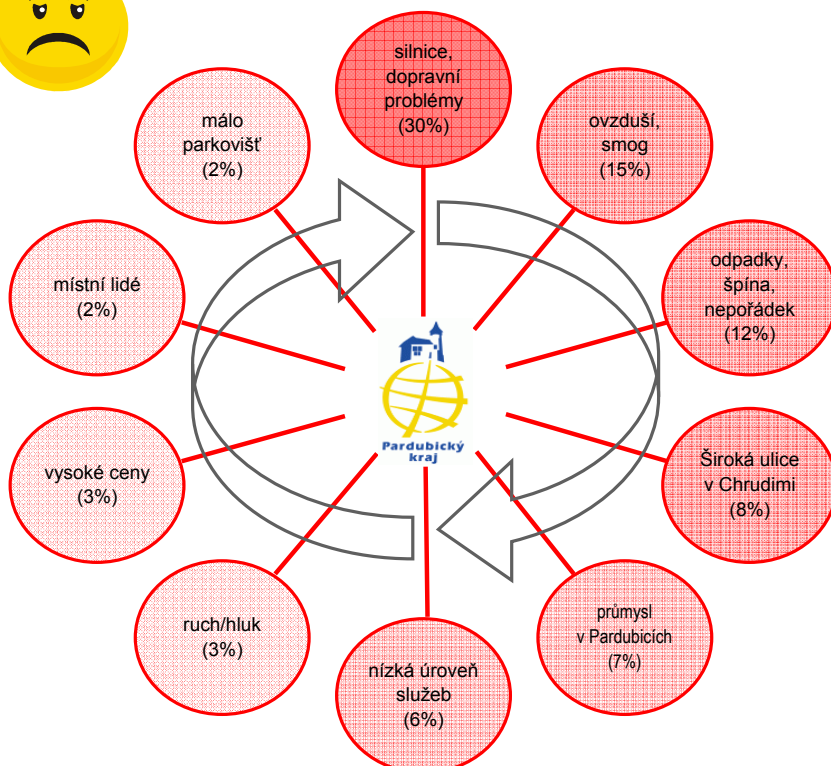 silnice,
dopravní
problémy
(30%)
ovzduší,
smog
(15%)
odpadky,
špína,
nepořádek
(12%)
Široká ulice
v Chrudimi
(8%)
průmysl
v Pardubicích
(7%)
nízká úroveň
služeb
(6%)
ruch/hluk
(3%)
vysoké ceny
(3%)
místní lidé
(2%)
málo
parkovišť
(2%)
Pardubický
kraj